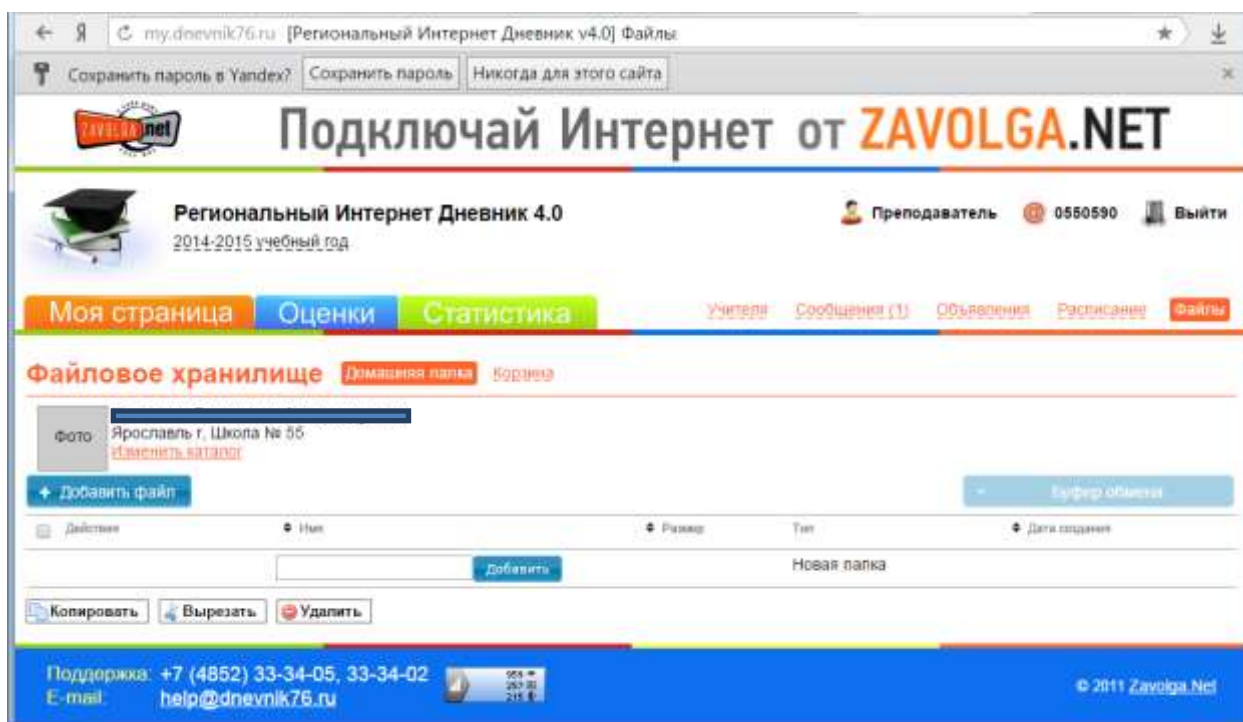 Я my.dnevnik76.ru [Региональный Интернет Дневник v4.0] Файлы
Сохранить пароль в Yandex? Сохранить пароль Никогда для этого сайта
ZAVOLGA.net Подключай Интернет от ZAVOLGA.NET
Региональный Интернет Дневник 4.0 Преподаватель 0550590 Выйти
2014-2015 учебный год
Моя страница Оценки Статистика Учителя Сообщения (1) Объявления Расписание Файлы
Файловое хранилище Домашняя папка Корзина
Фото
Ярославль г, Школа № 55
Изменить каталог
+ Добавить файл Буфер обмена
Действия Имя Размер Тип Дата создания
Добавить Новая папка
Копировать Вырезать Удалить
Поддержка: +7 (4852) 33-34-05, 33-34-02
E-mail: help@dnevnik76.ru © 2011 Zavolga.Net